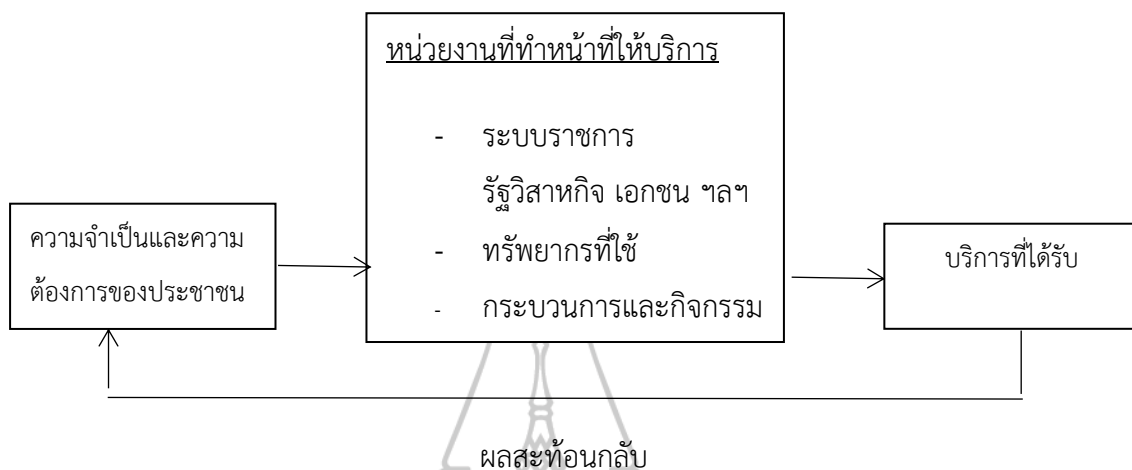 หน่วยงานที่ทำหน้าที่ให้บริการ
- ระบบราชการ
รัฐวิสาหกิจ เอกชน ฯลฯ
- ทรัพยากรที่ใช้
- กระบวนการและกิจกรรม
ความจำเป็นและความ
ต้องการของประชาชน
บริการที่ได้รับ
ผลสะท้อนกลับ